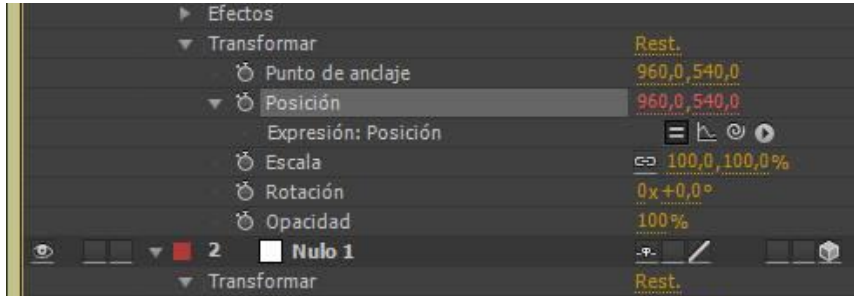 Efectos
Transformar Rest.
Punto de anclaje 960,0,540,0
Posición 960,0,540,0
Expresión: Posición
Escala 100,0,100,0%
Rotación 0x+0,0°
Opacidad 100%
2 Nulo 1
Transformar Rest.